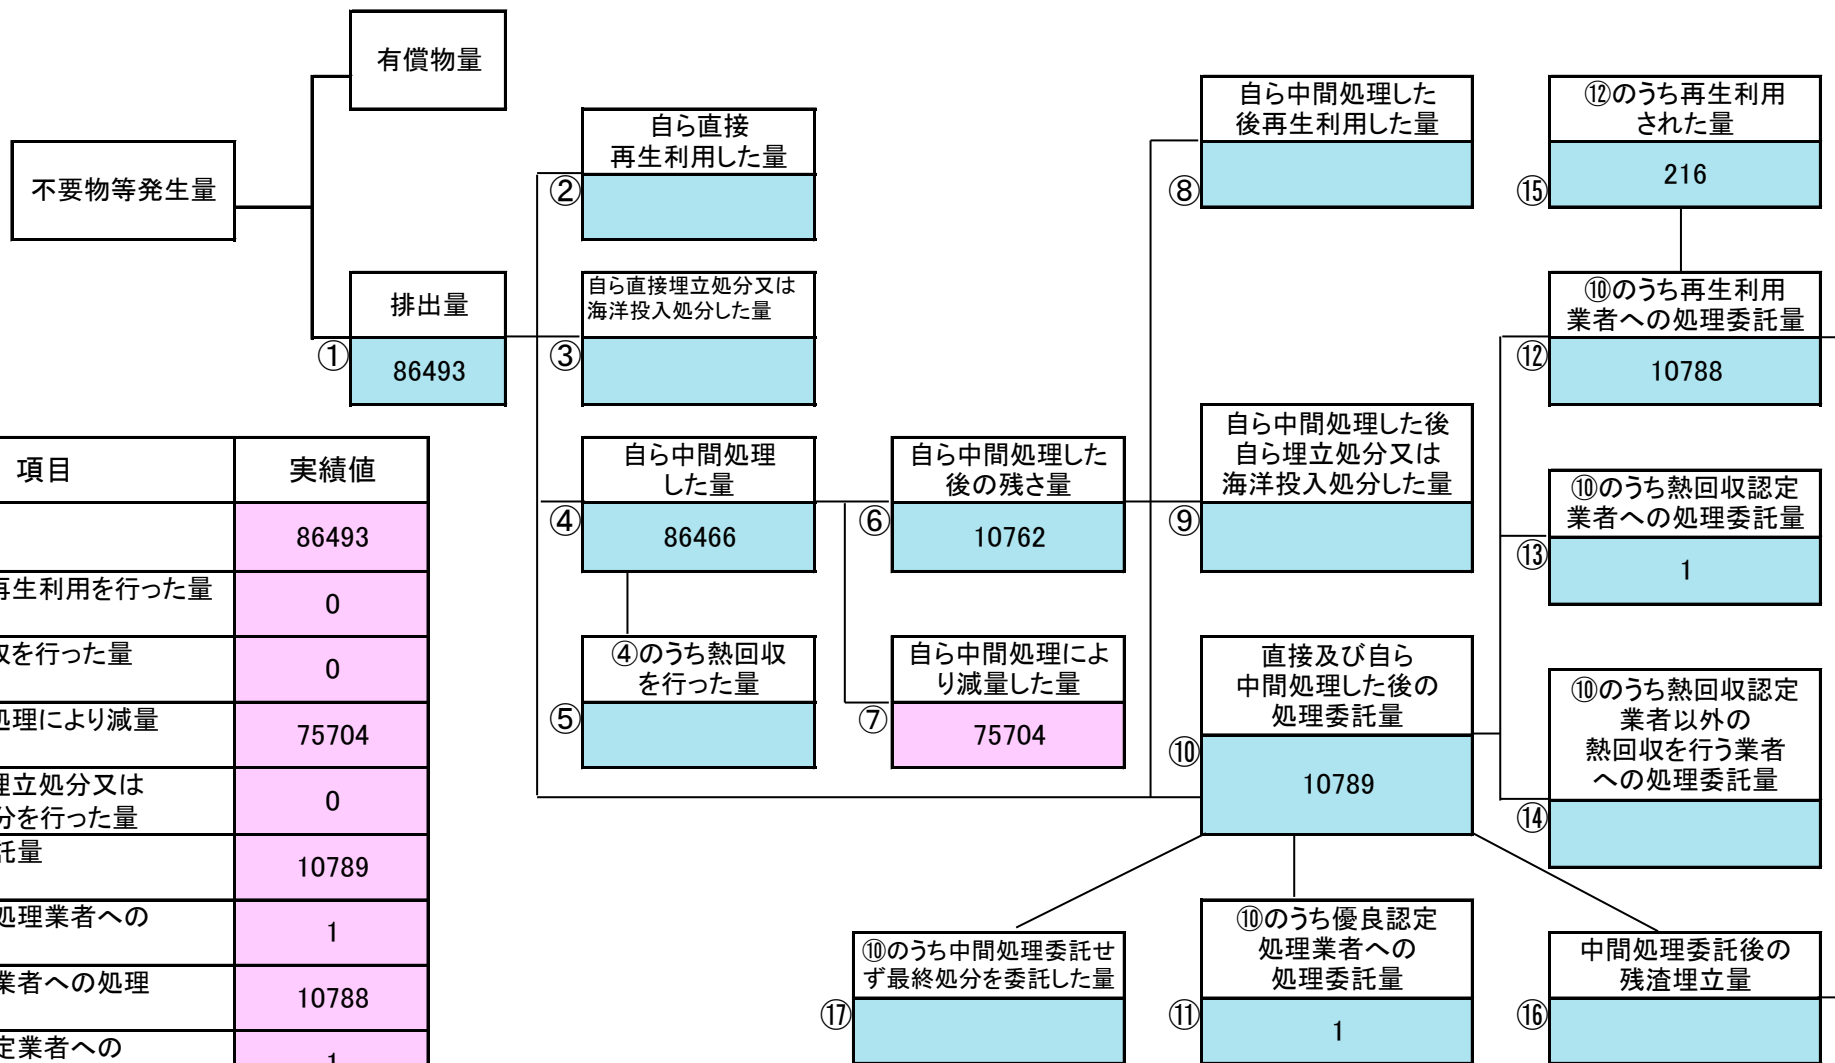 有償物量
不要物等発生量
排出量
①
86493
自ら直接
再生利用した量
②
自ら直接埋立処分又は
海洋投入処分した量
③
自ら中間処理
した量
④
86466
④のうち熱回収
を行った量
⑤
自ら中間処理した
後の残さ量
⑥
10762
自ら中間処理によ
り減量した量
⑦
75704
自ら中間処理した
後再生利用した量
⑧
自ら中間処理した後
自ら埋立処分又は
海洋投入処分した量
⑨
直接及び自ら
中間処理した後の
処理委託量
⑩
10789
⑫のうち再生利用
された量
⑮
216
⑩のうち再生利用
業者への処理委託量
⑫
10788
⑩のうち熱回収認定
業者への処理委託量
⑬
1
⑩のうち熱回収認定
業者以外の
熱回収を行う業者
への処理委託量
⑭
⑩のうち中間処理委託せ
ず最終処分を委託した量
⑰
⑩のうち優良認定
処理業者への
処理委託量
⑪
1
中間処理委託後の
残渣埋立量
⑯
項目 実績値
86493
再生利用を行った量 0
を行った量 0
処理により減量 75704
埋立処分又は
分を行った量 0
託量 10789
処理業者への 1
業者への処理 10788
定業者への 1